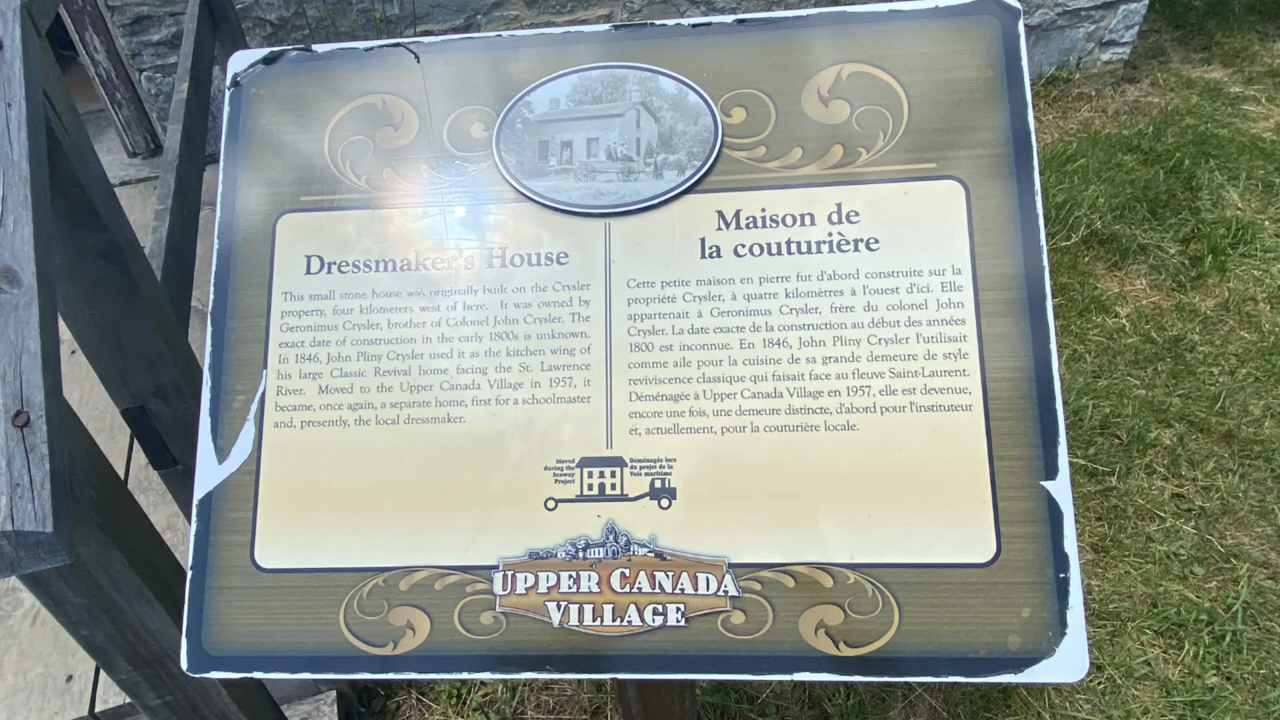 Dressmaker's House
This small stone house was originally built on the Crysler
property, four kilometers west of here. It was owned by
Geronimus Crysler, brother of Colonel John Crysler. The
exact date of construction in the early 1800s is unknown.
In 1846, John Pliny Crysler used it as the kitchen wing of
his large Classic Revival home facing the St. Lawrence
River. Moved to the Upper Canada Village in 1957, it
became, once again, a separate home, first for a schoolmaster
and, presently, the local dressmaker.
Maison de
la couturière
Cette petite maison en pierre fut d'abord construite sur la
propriété Crysler, à quatre kilomètres à l'ouest d'ici. Elle
appartenait à Geronimus Crysler, frère du colonel John
Crysler. La date exacte de la construction au début des années
1800 est inconnue. En 1846, John Pliny Crysler l'utilisait
comme aile pour la cuisine de sa grande demeure de style
reviviscence classique qui faisait face au fleuve Saint-Laurent.
Déménagée à Upper Canada Village en 1957, elle est devenue,
encore une fois, une demeure distincte, d'abord pour l'instituteur
et, actuellement, pour la couturière locale.
Moved
during the
Seaway
Project
Déménagée lors
du projet de la
Voie maritime
UPPER CANADA
VILLAGE